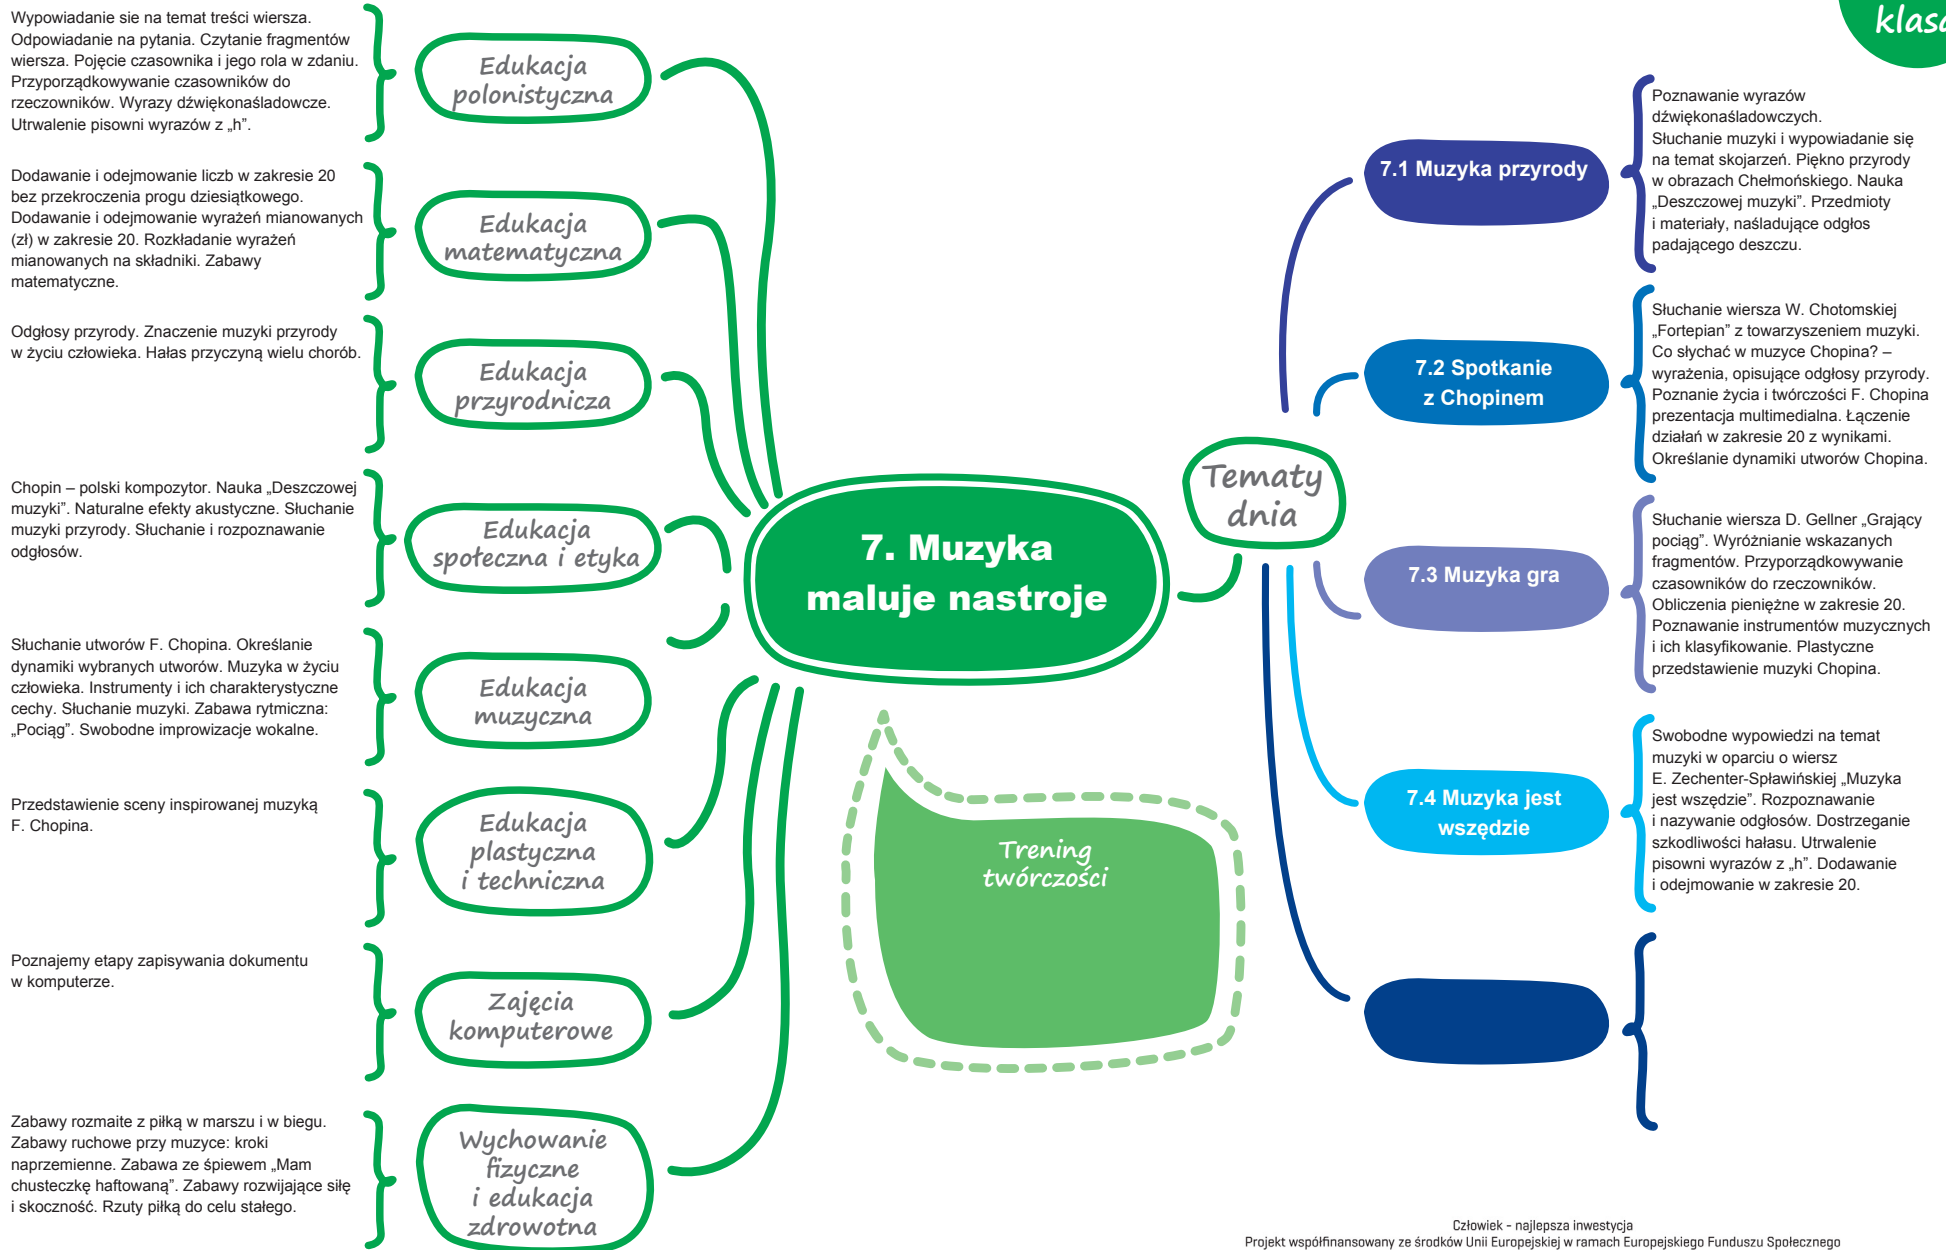 klasa
Wypowiadanie sie na temat treści wiersza.
Odpowiadanie na pytania. Czytanie fragmentów
wiersza. Pojęcie czasownika i jego rola w zdaniu.
Przyporządkowywanie czasowników do
rzeczowników. Wyrazy dźwiękonaśladowcze.
Utrwalenie pisowni wyrazów z „h”.
Edukacja
polonistyczna
Dodawanie i odejmowanie liczb w zakresie 20
bez przekroczenia progu dziesiątkowego.
Dodawanie i odejmowanie wyrażeń mianowanych
(zł) w zakresie 20. Rozkładanie wyrażeń
mianowanych na składniki. Zabawy
matematyczne.
Edukacja
matematyczna
Odgłosy przyrody. Znaczenie muzyki przyrody
w życiu człowieka. Hałas przyczyną wielu chorób.
Edukacja
przyrodnicza
Chopin – polski kompozytor. Nauka „Deszczowej
muzyki”. Naturalne efekty akustyczne. Słuchanie
muzyki przyrody. Słuchanie i rozpoznawanie
odgłosów.
Edukacja
społeczna i etyka
Słuchanie utworów F. Chopina. Określanie
dynamiki wybranych utworów. Muzyka w życiu
człowieka. Instrumenty i ich charakterystyczne
cechy. Słuchanie muzyki. Zabawa rytmiczna:
„Pociąg”. Swobodne improwizacje wokalne.
Edukacja
muzyczna
Przedstawienie sceny inspirowanej muzyką
F. Chopina.
Edukacja
plastyczna
i techniczna
Poznajemy etapy zapisywania dokumentu
w komputerze.
Zajęcia
komputerowe
Zabawy rozmaite z piłką w marszu i w biegu.
Zabawy ruchowe przy muzyce: kroki
naprzemienne. Zabawa ze śpiewem „Mam
chusteczkę haftowaną”. Zabawy rozwijające siłę
i skoczność. Rzuty piłką do celu stałego.
Wychowanie
fizyczne
i edukacja
zdrowotna
7. Muzyka
maluje nastroje
Trening
twórczości
Tematy
dnia
7.1 Muzyka przyrody
Poznawanie wyrazów
dźwiękonaśladowczych.
Słuchanie muzyki i wypowiadanie się
na temat skojarzeń. Piękno przyrody
w obrazach Chełmońskiego. Nauka
„Deszczowej muzyki”. Przedmioty
i materiały, naśladujące odgłos
padającego deszczu.
7.2 Spotkanie
z Chopinem
Słuchanie wiersza W. Chotomskiej
„Fortepian” z towarzyszeniem muzyki.
Co słychać w muzyce Chopina? –
wyrażenia, opisujące odgłosy przyrody.
Poznanie życia i twórczości F. Chopina
prezentacja multimedialna. Łączenie
działań w zakresie 20 z wynikami.
Określanie dynamiki utworów Chopina.
7.3 Muzyka gra
Słuchanie wiersza D. Gellner „Grający
pociąg”. Wyróżnianie wskazanych
fragmentów. Przyporządkowywanie
czasowników do rzeczowników.
Obliczenia pieniężne w zakresie 20.
Poznawanie instrumentów muzycznych
i ich klasyfikowanie. Plastyczne
przedstawienie muzyki Chopina.
7.4 Muzyka jest
wszędzie
Swobodne wypowiedzi na temat
muzyki w oparciu o wiersz
E. Zechenter-Spławińskiej „Muzyka
jest wszędzie”. Rozpoznawanie
i nazywanie odgłosów. Dostrzeganie
szkodliwości hałasu. Utrwalenie
pisowni wyrazów z „h”. Dodawanie
i odejmowanie w zakresie 20.
Człowiek - najlepsza inwestycja
Projekt współfinansowany ze środków Unii Europejskiej w ramach Europejskiego Funduszu Społecznego